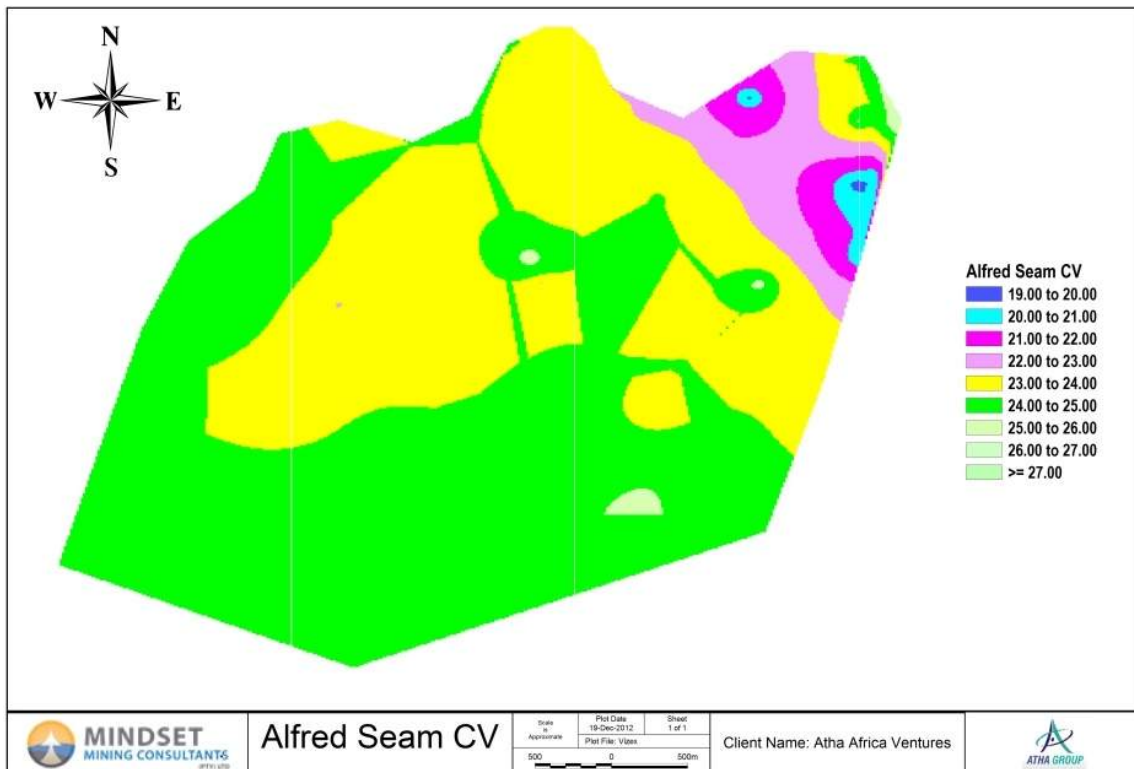 N
W E
S
Alfred Seam CV
19.00 to 20.00
20.00 to 21.00
21.00 to 22.00
22.00 to 23.00
23.00 to 24.00
24.00 to 25.00
25.00 to 26.00
26.00 to 27.00
>= 27.00
MINDSET
MINING CONSULTANTS
Alfred Seam CV
Scale
is
Approximate
Plot Date
19-Dec-2012
Sheet
1 of 1
Plot File: Vizex
500 0 500m
Client Name: Atha Africa Ventures
ATHA GROUP